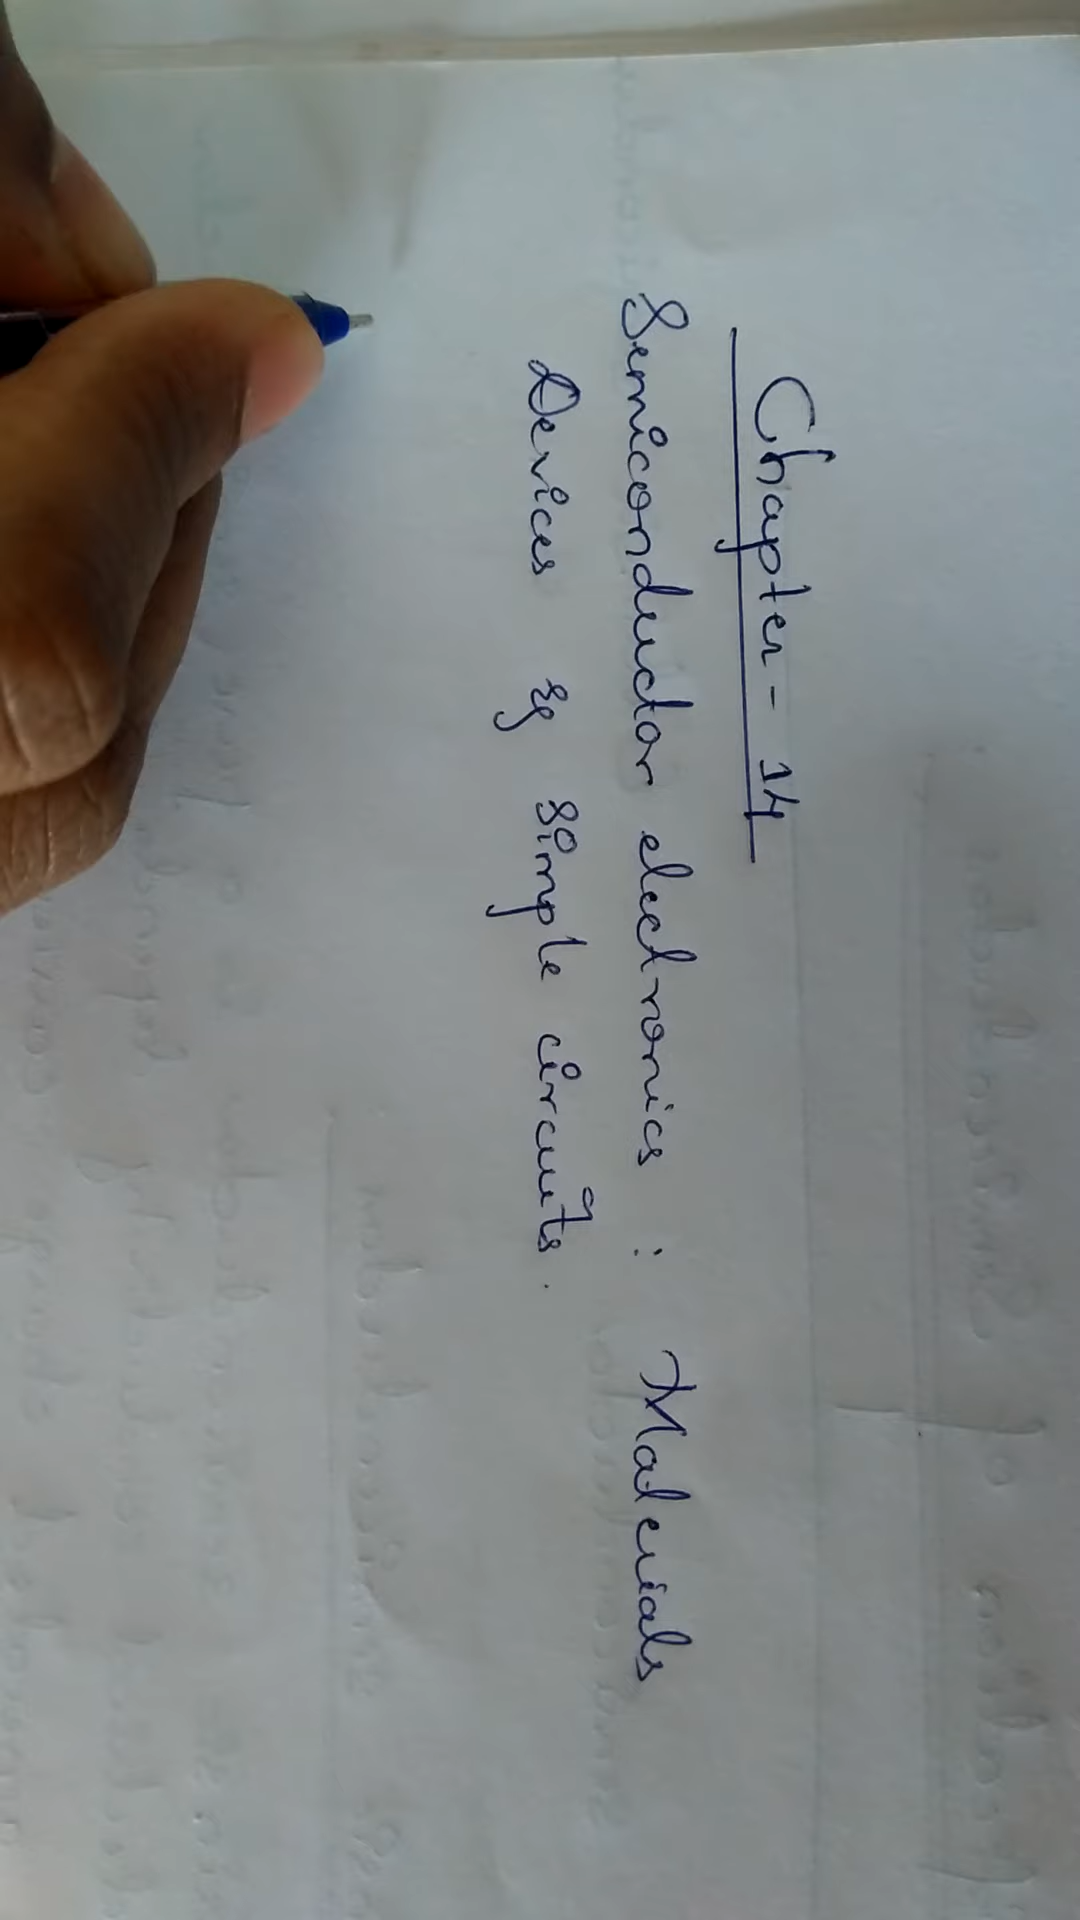 Chapter - 14
Semiconductor electronics : Materials
Devices & Simple circuits.